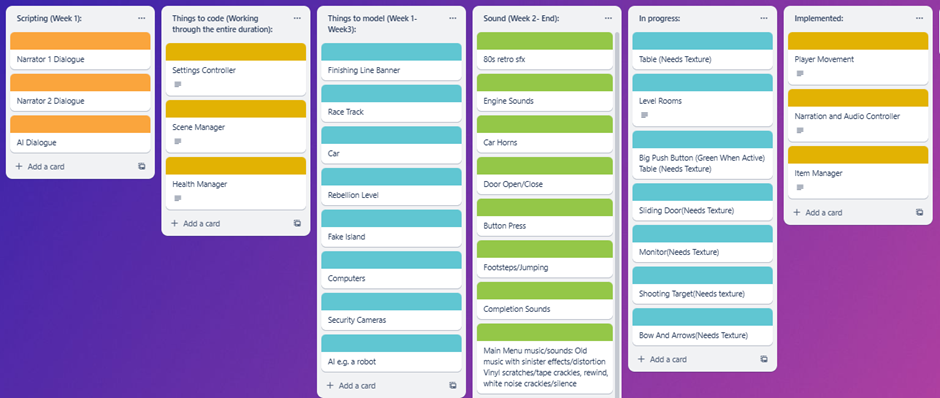 Scripting (Week 1):
Narrator 1 Dialogue
Narrator 2 Dialogue
AI Dialogue
+ Add a card
Things to code (Working
through the entire duration):
Settings Controller
Scene Manager
Health Manager
+ Add a card
Things to model (Week 1-
Week3):
Finishing Line Banner
Race Track
Car
Rebellion Level
Fake Island
Computers
Security Cameras
AI e.g. a robot
+ Add a card
Sound (Week 2- End):
80s retro sfx
Engine Sounds
Car Horns
Door Open/Close
Button Press
Footsteps/Jumping
Completion Sounds
Main Menu music/sounds: Old
music with sinister effects/distortion
Vinyl scratches/tape crackles, rewind,
white noise crackles/silence
In progress:
Table (Needs Texture)
Level Rooms
Big Push Button (Green When Active)
Table (Needs Texture)
Sliding Door(Needs Texture)
Monitor(Needs Texture)
Shooting Target(Needs texture)
Bow And Arrows(Needs Texture)
+ Add a card
Implemented:
Player Movement
Narration and Audio Controller
Item Manager
+ Add a card